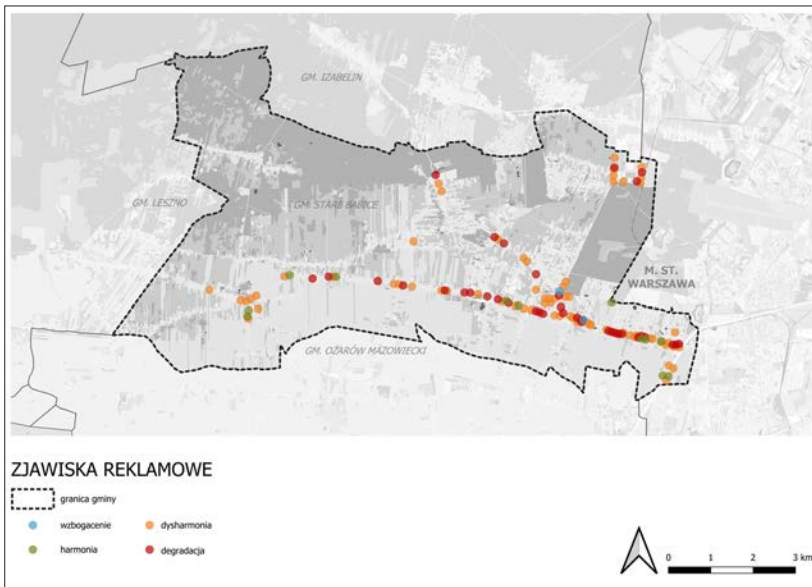 GM. IZABELIN
GM. LESZNO
GM. STARE BABICE
M. ST.
WARSZAWA
GM. OŻARÓW MAZOWIECKI
ZJAWISKA REKLAMOWE
granica gminy
wzbogacenie
dysharmonia
harmonia
degradacja
0 1 2 3 km